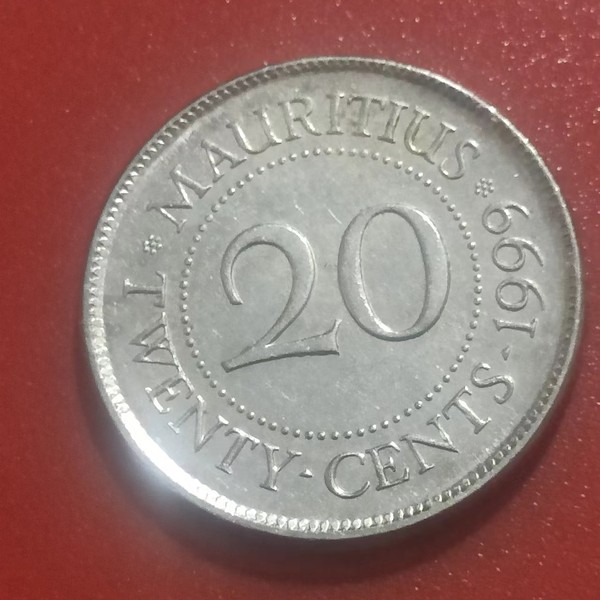 MAURITIUS
20
TWENTY · CENTS - 1999